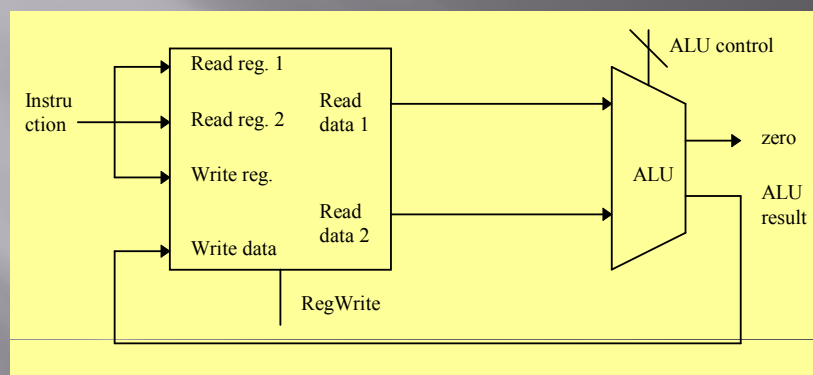 Instru
ction
Read reg. 1
Read reg. 2
Write reg.
Write data
Read
data 1
Read
data 2
RegWrite
ALU control
ALU
zero
ALU
result